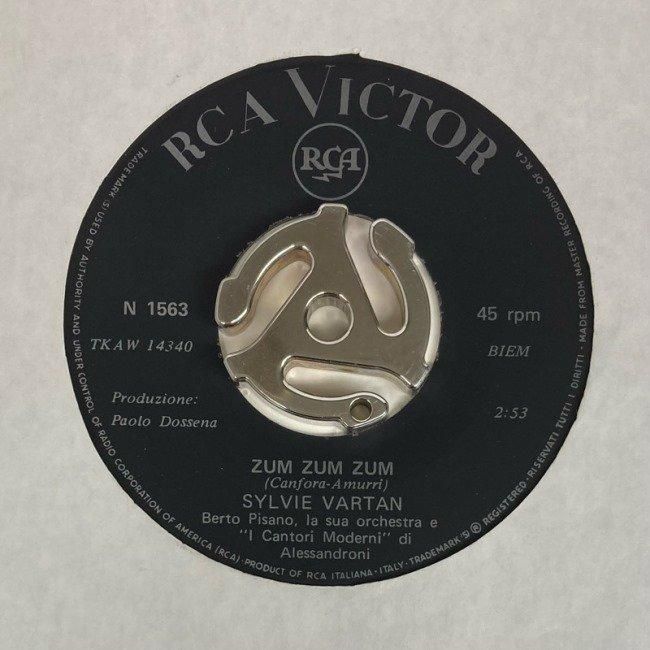 RCA VICTOR
RCA
N 1563
TKAW 14340
45 rpm
BIEM
Produzione:
Paolo Dossena
2:53
ZUM ZUM ZUM
(Canfora-Amurri)
SYLVIE VARTAN
Berto Pisano, la sua orchestra e
"I Cantori Moderni" di
Alessandroni
TRADEMARK (S) USED BY AUTHORITY AND UNDER CONTROL OF RADIO CORPORATION OF AMERICA (RCA) · PRODUCT OF RCA ITALIANA · ITALY · TRADEMARK (S) ® REGISTERED · RISERVATI TUTTI I DIRITTI · MADE FROM MASTER RECORDING OF RCA